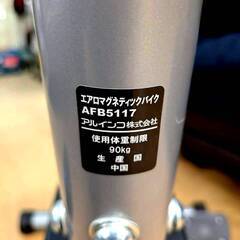 エアロマグネティックバイク
AFB5117
アルインコ株式会社
使用体重制限
90kg
生産国
中国